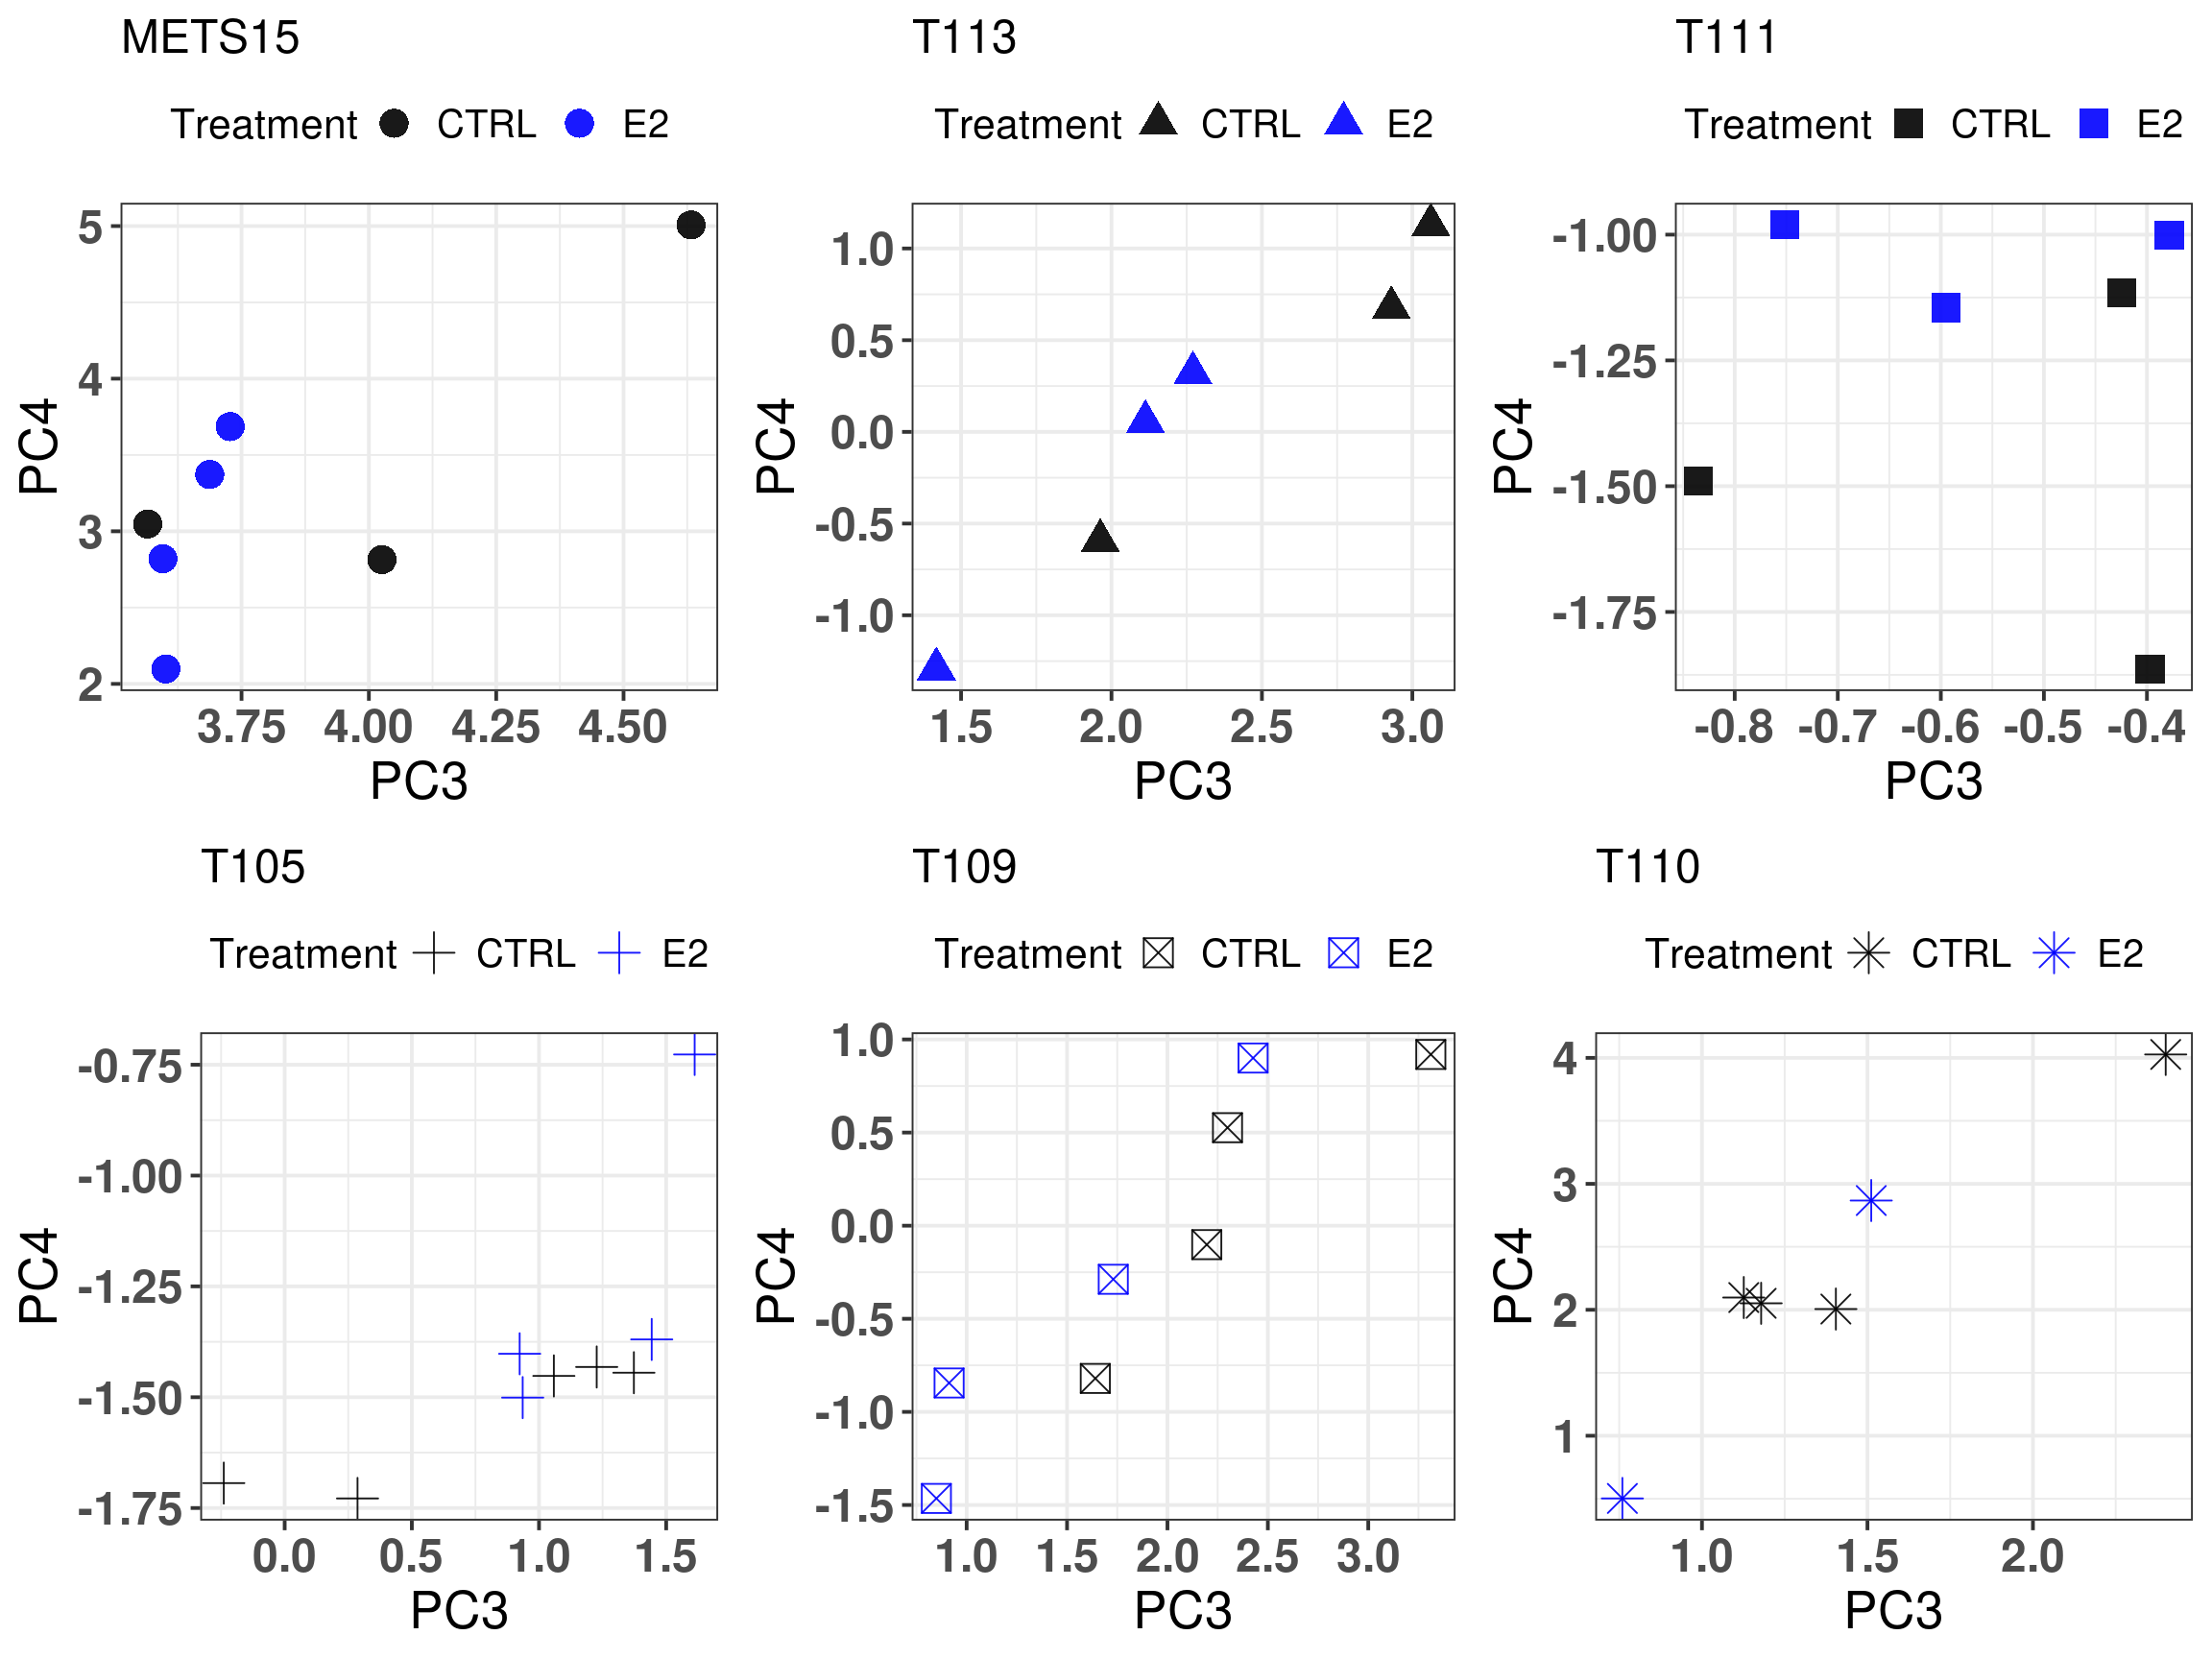 METS15
Treatment CTRL E2
5
4
3
2
PC4
3.75 4.00 4.25 4.50
PC3
T113
Treatment CTRL E2
1.0
0.5
0.0
-0.5
-1.0
PC4
1.5 2.0 2.5 3.0
PC3
T111
Treatment CTRL E2
-1.00
-1.25
-1.50
-1.75
PC4
-0.8 -0.7 -0.6 -0.5 -0.4
PC3
T105
Treatment CTRL E2
-0.75
-1.00
-1.25
-1.50
-1.75
PC4
0.0 0.5 1.0 1.5
PC3
T109
Treatment CTRL E2
1.0
0.5
0.0
-0.5
-1.0
-1.5
PC4
1.0 1.5 2.0 2.5 3.0
PC3
T110
Treatment CTRL E2
4
3
2
1
PC4
1.0 1.5 2.0
PC3